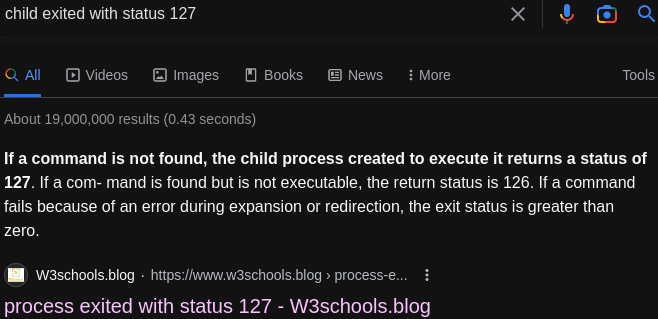 child exited with status 127
All Videos Images Books News More Tools
About 19,000,000 results (0.43 seconds)
If a command is not found, the child process created to execute it returns a status of
127. If a com- mand is found but is not executable, the return status is 126. If a command
fails because of an error during expansion or redirection, the exit status is greater than
zero.
W3schools.blog · https://www.w3schools.blog › process-e...
process exited with status 127 - W3schools.blog